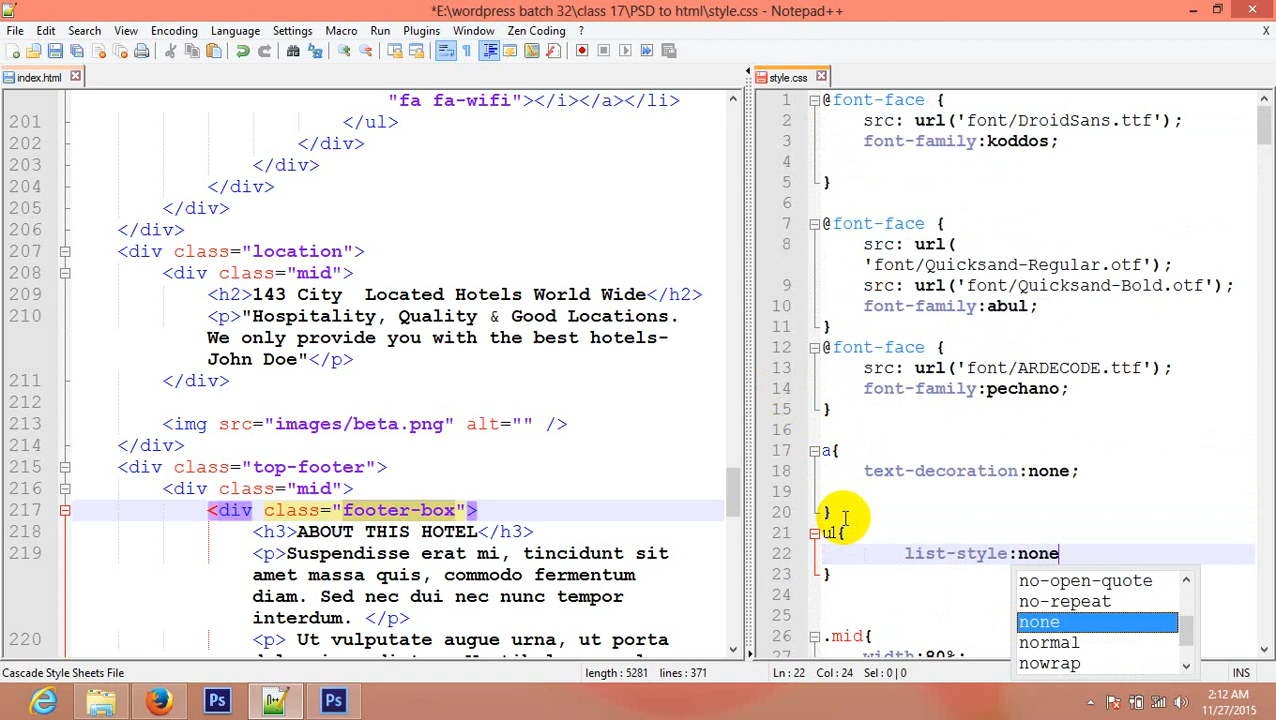 *E:\wordpress batch 32\class 17\PSD to html\style.css - Notepad++
File Edit Search View Encoding Language Settings Macro Run Plugins Window Zen Coding ?
X
index.html
style.css
"fa fa-wifi"></i></a></li>
201 </ul>
202 </div>
203 </div>
204 </div>
205 </div>
206 </div>
207 <div class="location">
208 <div class="mid">
209 <h2>143 City  Located Hotels World Wide</h2>
210 <p>"Hospitality, Quality & Good Locations.
We only provide you with the best hotels-
John Doe"</p>
211 </div>
212
213 <img src="images/beta.png" alt="" />
214 </div>
215 <div class="top-footer">
216 <div class="mid">
217 <div class="footer-box">
218 <h3>ABOUT THIS HOTEL</h3>
219 <p>Suspendisse erat mi, tincidunt sit
amet massa quis, commodo fermentum
diam. Sed nec dui nec nunc tempor
interdum. </p>
220 <p> Ut vulputate augue urna, ut porta
1 @font-face {
2 src: url('font/DroidSans.ttf');
3 font-family:koddos;
4
5 }
6
7 @font-face {
8 src: url(
'font/Quicksand-Regular.otf');
9 src: url('font/Quicksand-Bold.otf');
10 font-family:abul;
11 }
12 @font-face {
13 src: url('font/ARDECODE.ttf');
14 font-family:pechano;
15 }
16
17 a{
18 text-decoration:none;
19
20 }
21 ul{
22 list-style:none
23 }
24
25
26 .mid{
27 width:80%;
no-open-quote
no-repeat
none
normal
nowrap
Cascade Style Sheets File length : 5281 lines : 371 Ln : 22 Col : 24 Sel : 0 | 0 INS
Ps
Ps
2:12 AM
11/27/2015